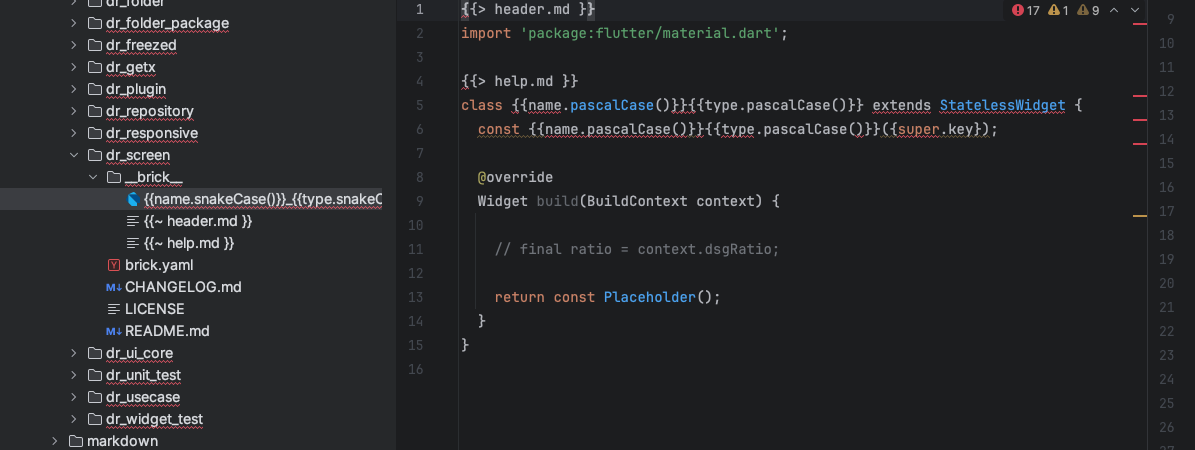 dr_folder
dr_folder_package
dr_freezed
dr_getx
dr_plugin
dr_repository
dr_responsive
dr_screen
__brick__
{{name.snakeCase()}}_{{type.snakeC
{{~ header.md }}
{{~ help.md }}
brick.yaml
CHANGELOG.md
LICENSE
README.md
dr_ui_core
dr_unit_test
dr_usecase
dr_widget_test
markdown
1 {{> header.md }}
2 import 'package:flutter/material.dart';
3
4 {{> help.md }}
5 class {{name.pascalCase()}}{{type.pascalCase()}} extends StatelessWidget {
6 const {{name.pascalCase()}}{{type.pascalCase()}}({super.key});
7
8 @override
9 Widget build(BuildContext context) {
10
11 // final ratio = context.dsgRatio;
12
13 return const Placeholder();
14 }
15 }
16
17 1 9
9
10
11
12
13
14
15
16
17
18
19
20
21
22
23
24
25
26